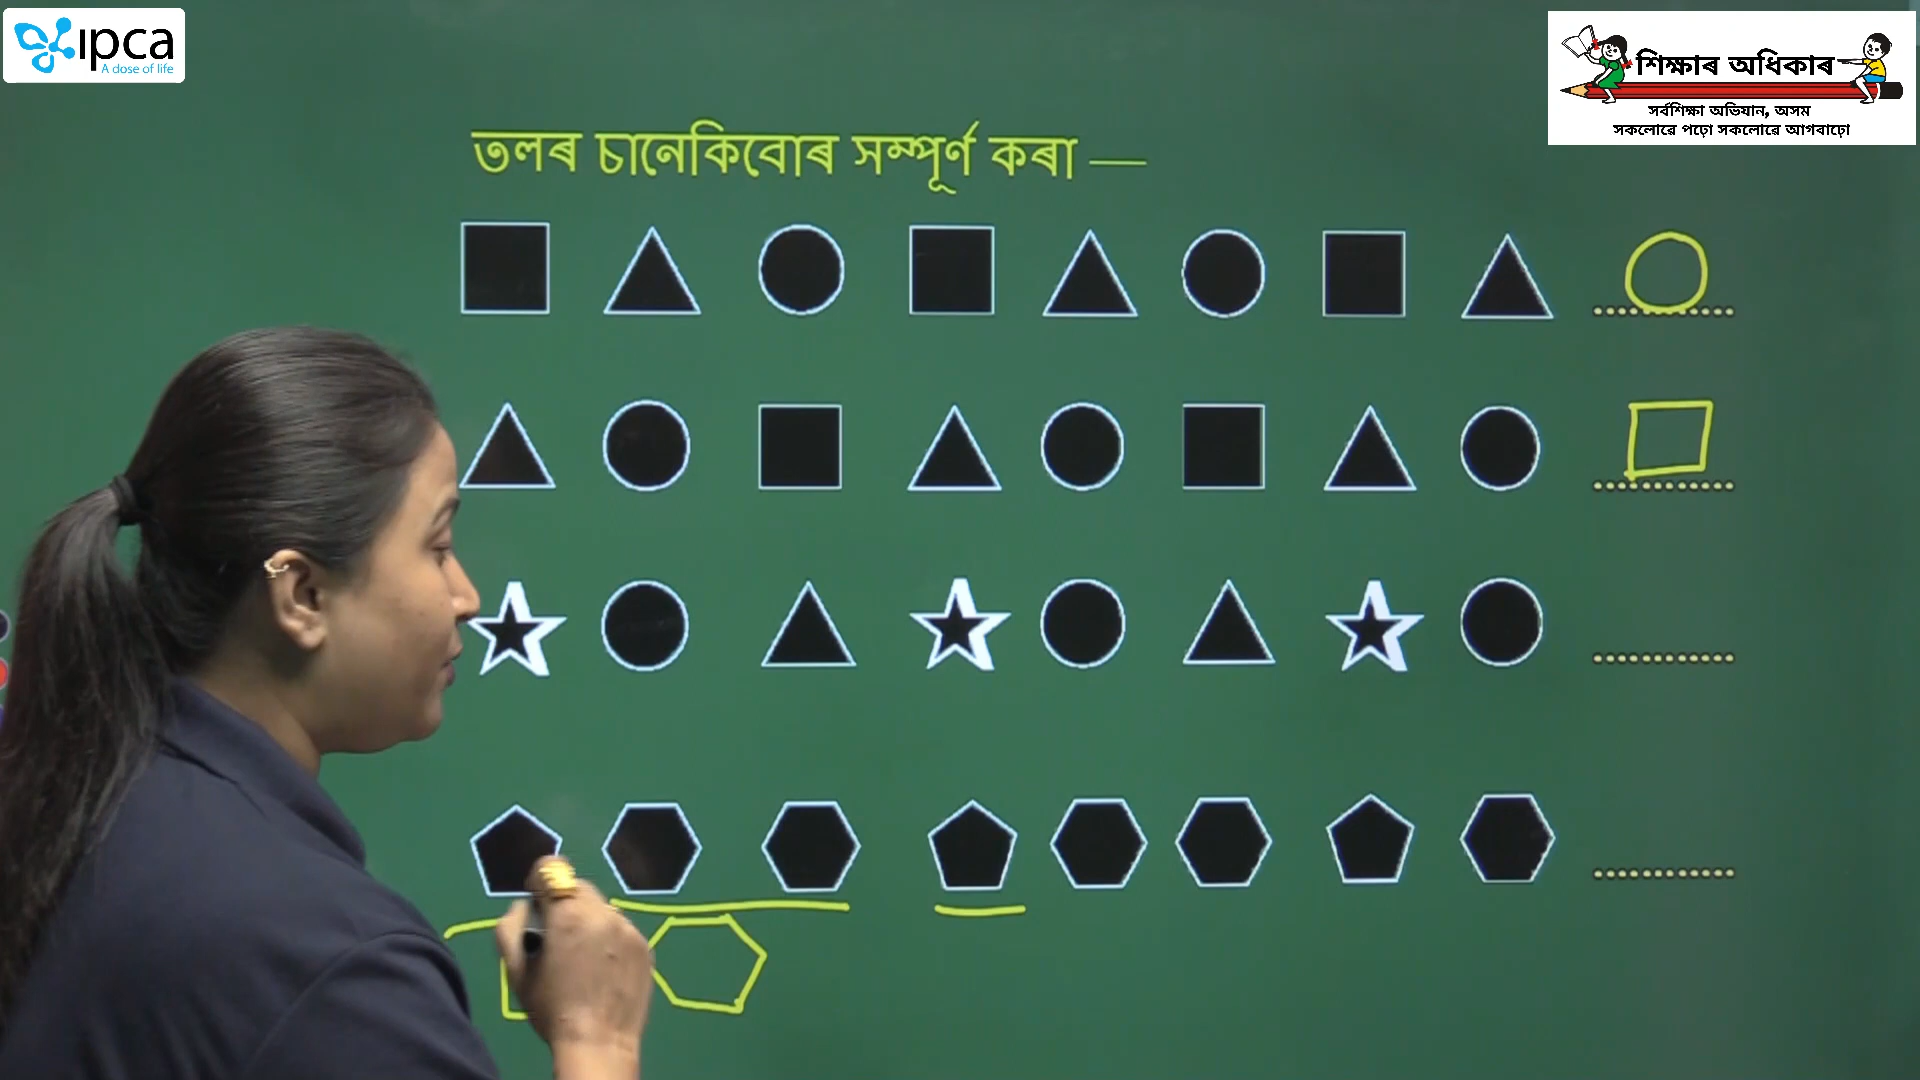 ipca
A dose of life
শিক্ষাৰ অধিকাৰ
সৰ্বশিক্ষা অভিযান, অসম
সকলোৱে পঢ়ো সকলোৱে আগবাঢ়ো
তলৰ চানেকিবোৰ সম্পূৰ্ণ কৰা —